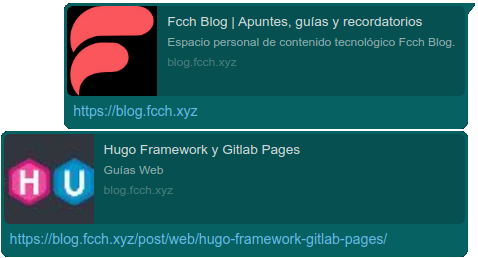 Fcch Blog | Apuntes, guías y recordatorios
Espacio personal de contenido tecnológico Fcch Blog.
blog.fcch.xyz
https://blog.fcch.xyz
H U
Hugo Framework y Gitlab Pages
Guías Web
blog.fcch.xyz
https://blog.fcch.xyz/post/web/hugo-framework-gitlab-pages/